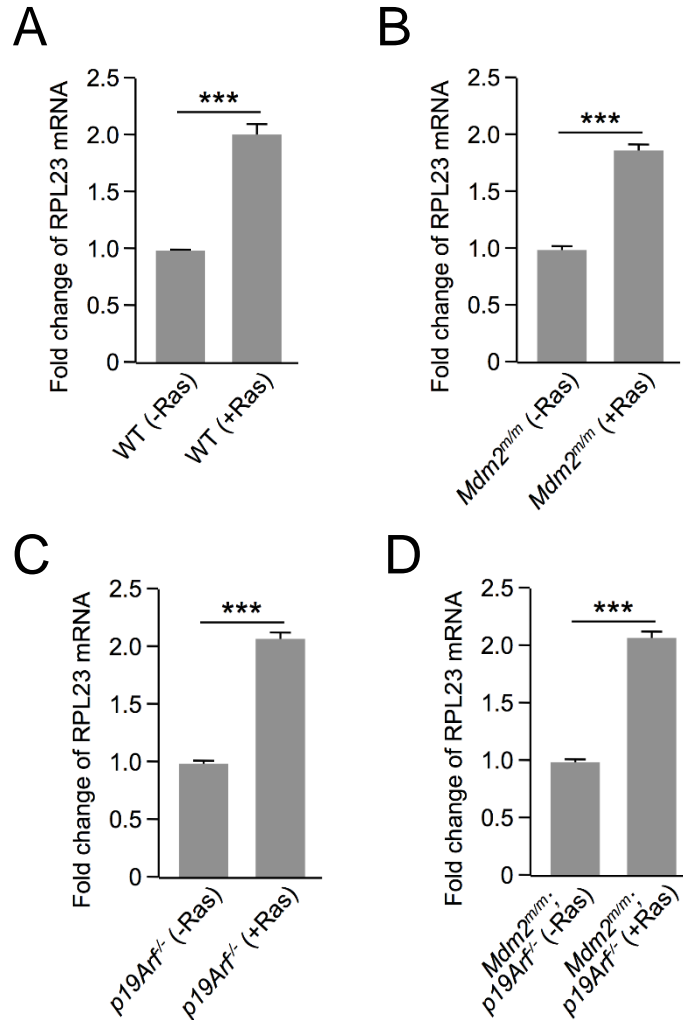 A
Fold change of RPL23 mRNA
2.5
2.0
1.5
1.0
0.5
0
***
WT (-Ras)
WT (+Ras)
B
Fold change of RPL23 mRNA
2.5
2.0
1.5
1.0
0.5
0
***
Mdm2m/m (-Ras)
Mdm2m/m (+Ras)
C
Fold change of RPL23 mRNA
2.5
2.0
1.5
1.0
0.5
0
***
p19Arf-/- (-Ras)
p19Arf-/- (+Ras)
D
Fold change of RPL23 mRNA
2.5
2.0
1.5
1.0
0.5
0
***
Mdm2m/m;
p19Arf-/- (-Ras)
Mdm2m/m;
p19Arf-/- (+Ras)